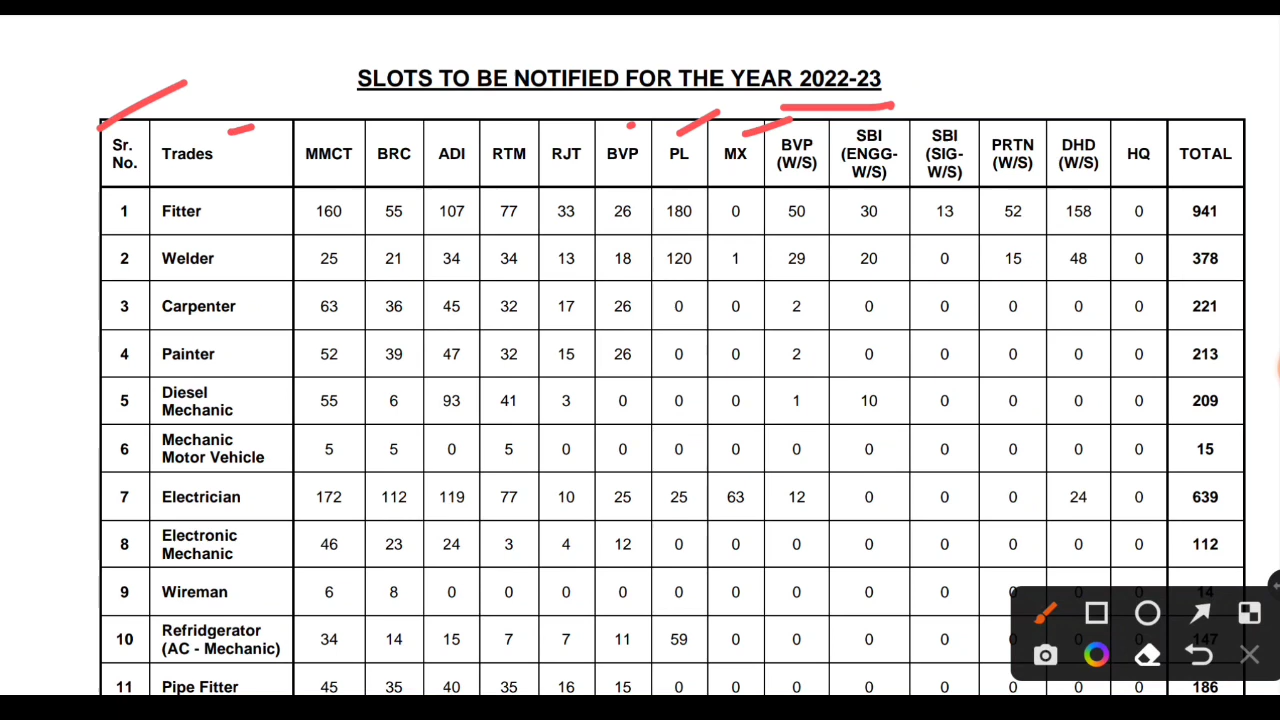 SLOTS TO BE NOTIFIED FOR THE YEAR 2022-23
Sr. No. Trades MMCT BRC ADI RTM RJT BVP PL MX BVP (W/S) SBI (ENGG-W/S) SBI (SIG-W/S) PRTN (W/S) DHD (W/S) HQ TOTAL
1 Fitter 160 55 107 77 33 26 180 0 50 30 13 52 158 0 941
2 Welder 25 21 34 34 13 18 120 1 29 20 0 15 48 0 378
3 Carpenter 63 36 45 32 17 26 0 0 2 0 0 0 0 0 221
4 Painter 52 39 47 32 15 26 0 0 2 0 0 0 0 0 213
5 Diesel Mechanic 55 6 93 41 3 0 0 0 1 10 0 0 0 0 209
6 Mechanic Motor Vehicle 5 5 0 5 0 0 0 0 0 0 0 0 0 0 15
7 Electrician 172 112 119 77 10 25 25 63 12 0 0 0 24 0 639
8 Electronic Mechanic 46 23 24 3 4 12 0 0 0 0 0 0 0 0 112
9 Wireman 6 8 0 0 0 0 0 0 0 0 0 0 0 0 14
10 Refridgerator (AC - Mechanic) 34 14 15 7 7 11 59 0 0 0 0 0 0 0 147
11 Pipe Fitter 45 35 40 35 16 15 0 0 0 0 0 0 0 0 186